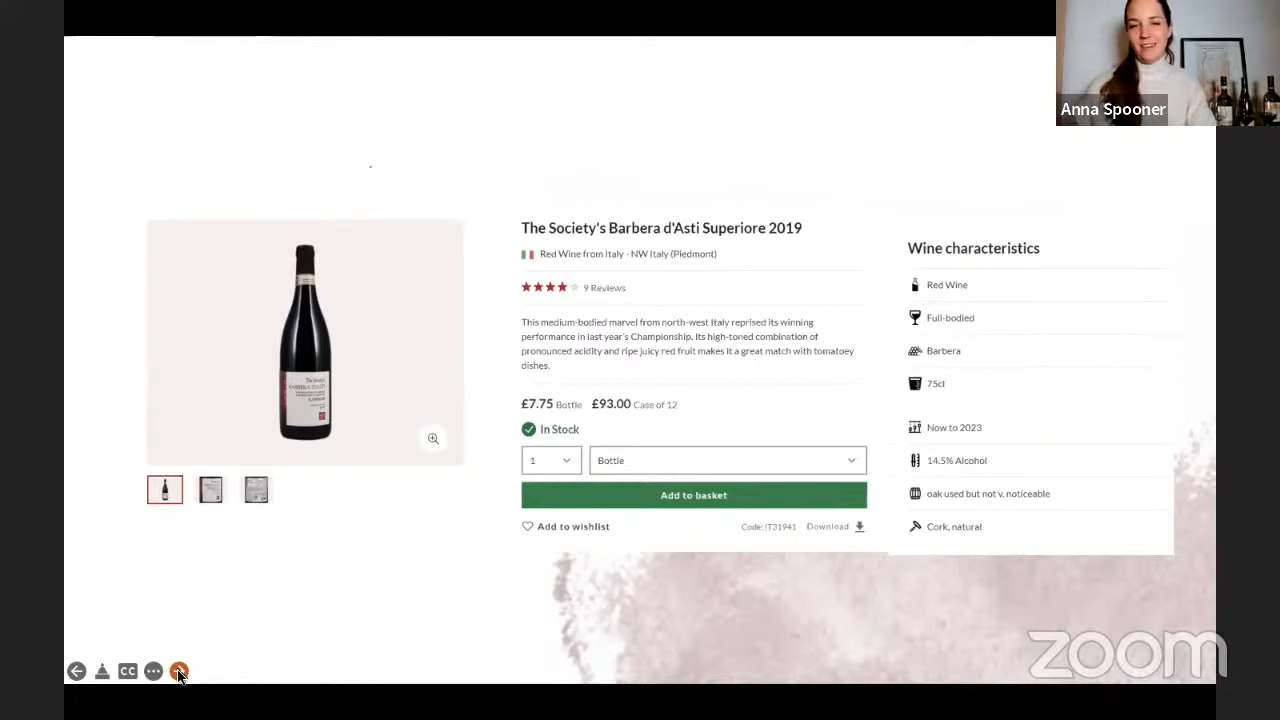 Anna Spooner
The Society's Barbera d'Asti Superiore 2019
Red Wine from Italy - NW Italy (Piedmont)
9 Reviews
This medium-bodied marvel from north-west Italy reprised its winning
performance in last year's Championship. Its high-toned combination of
pronounced acidity and ripe juicy red fruit makes it a great match with tomatoey
dishes.
£7.75 Bottle £93.00 Case of 12
In Stock
1 Bottle
Add to basket
Add to wishlist Code: IT31941 Download
Wine characteristics
Red Wine
Full-bodied
Barbera
75cl
Now to 2023
14.5% Alcohol
oak used but not v. noticeable
Cork, natural
The Society's
BARBERA D'ASTI
CC
zoom